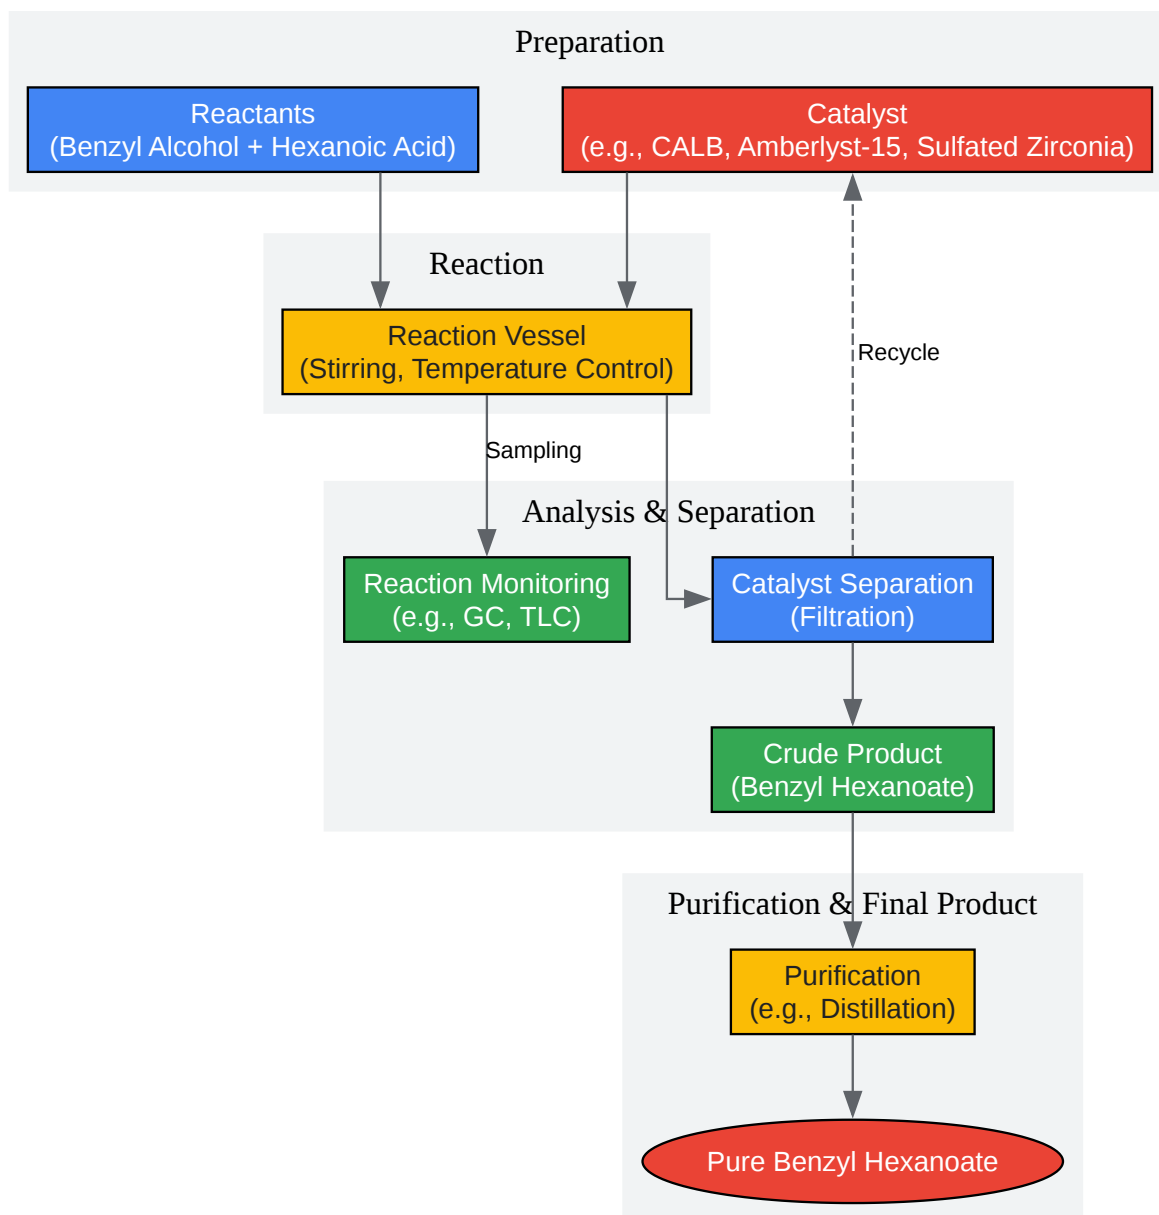 Preparation
Reactants
(Benzyl Alcohol + Hexanoic Acid)
Catalyst
(e.g., CALB, Amberlyst-15, Sulfated Zirconia)
Reaction
Reaction Vessel
(Stirring, Temperature Control)
Recycle
Sampling
Analysis & Separation
Reaction Monitoring
(e.g., GC, TLC)
Catalyst Separation
(Filtration)
Crude Product
(Benzyl Hexanoate)
Purification & Final Product
Purification
(e.g., Distillation)
Pure Benzyl Hexanoate